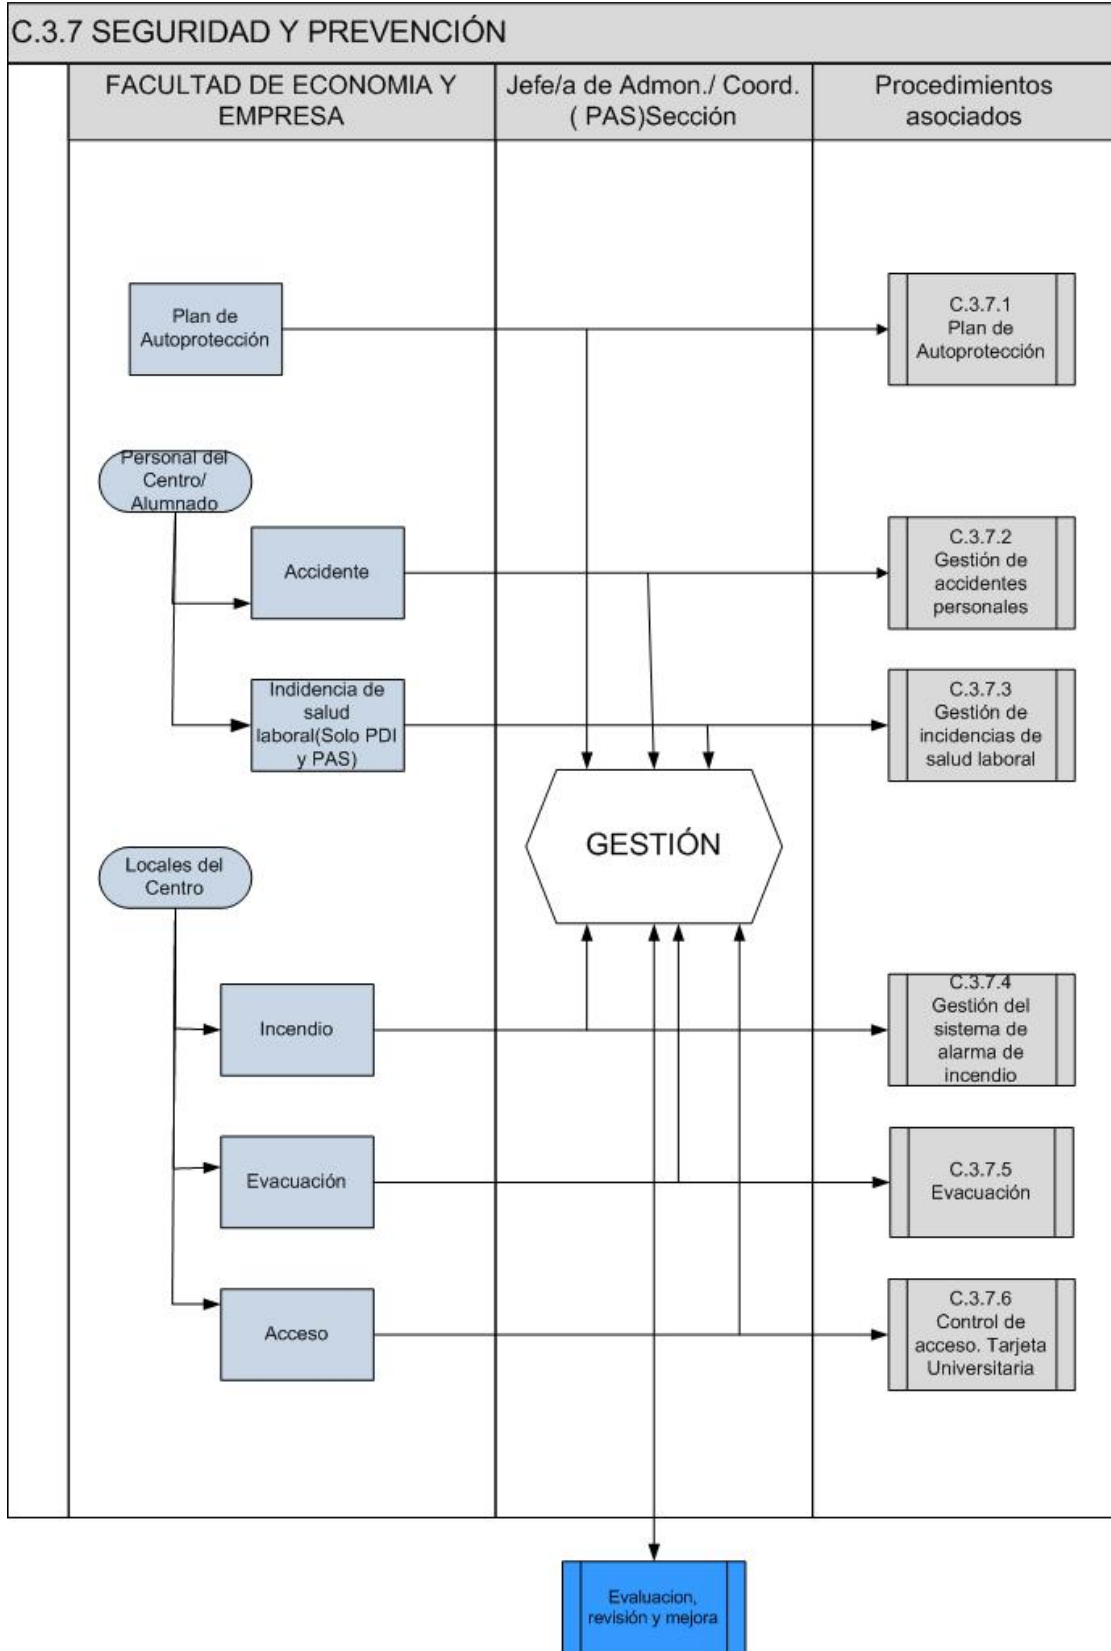 C.3.7 SEGURIDAD Y PREVENCIÓN
FACULTAD DE ECONOMIA Y
EMPRESA
Jefe/a de Admon./ Coord.
( PAS)Sección
Procedimientos
asociados
Plan de
Autoprotección
C.3.7.1
Plan de
Autoprotección
Personal del
Centro/
Alumnado
Accidente
C.3.7.2
Gestión de
accidentes
personales
Indidencia de
salud
laboral(Solo PDI
y PAS)
C.3.7.3
Gestión de
incidencias de
salud laboral
GESTIÓN
Locales del
Centro
Incendio
C.3.7.4
Gestión del
sistema de
alarma de
incendio
Evacuación
C.3.7.5
Evacuación
Acceso
C.3.7.6
Control de
acceso. Tarjeta
Universitaria
Evaluacion,
revisión y mejora